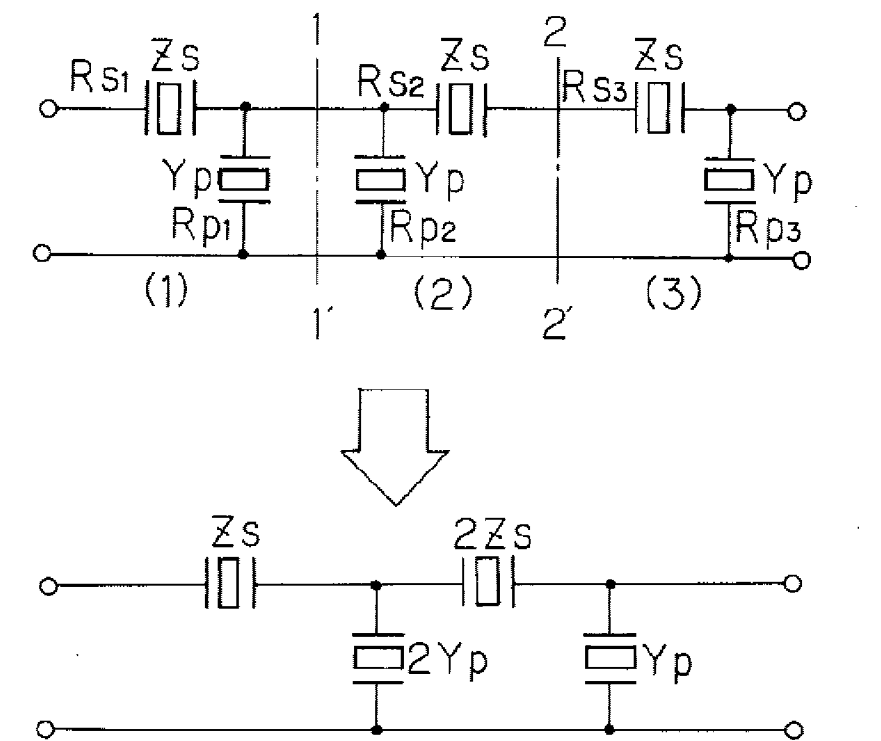 1 2
Zs Zs Zs
Rs1 Rs2 Rs3
Yp Yp Yp
Rp1 Rp2 Rp3
(1) (2) (3)
1′ 2′
Zs 2Zs
2Yp Yp